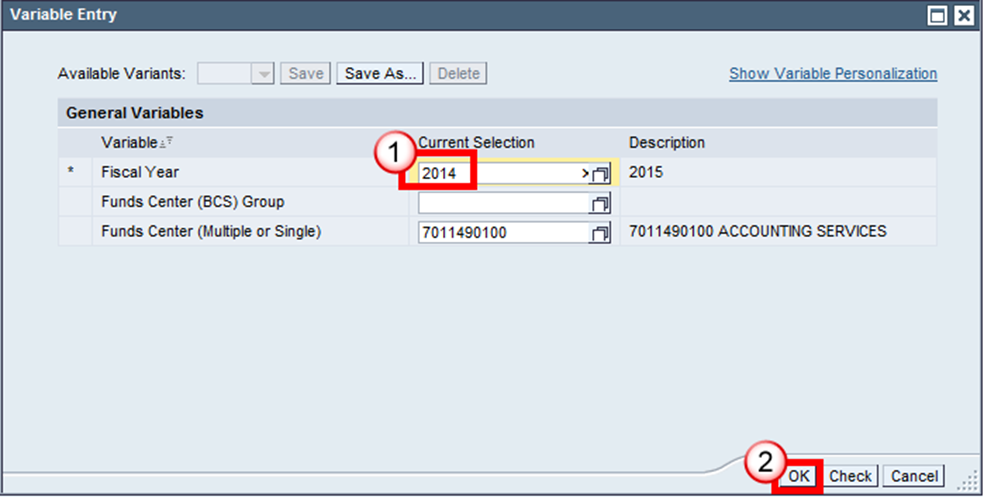 Variable Entry
Available Variants: Save Save As... Delete Show Variable Personalization
General Variables
Variable Current Selection Description
1
* Fiscal Year 2014 > 2015
Funds Center (BCS) Group
Funds Center (Multiple or Single) 7011490100 7011490100 ACCOUNTING SERVICES
2
OK Check Cancel